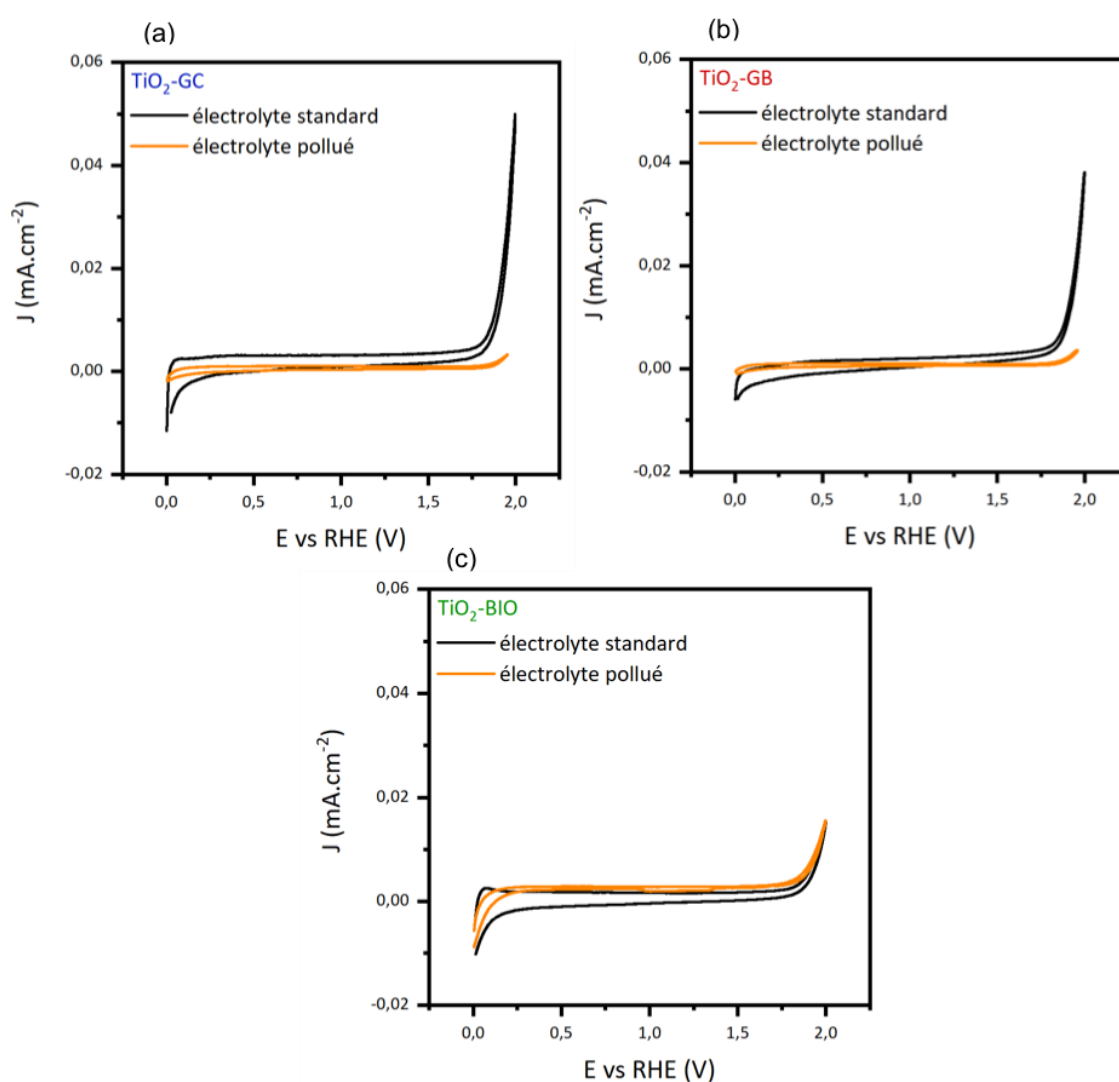 (a)
0,06
TiO₂-GC
électrolyte standard
électrolyte pollué
0,04
0,02
0,00
-0,02
J (mA.cm⁻²)
0,0 0,5 1,0 1,5 2,0
E vs RHE (V)
(b)
0,06
TiO₂-GB
électrolyte standard
électrolyte pollué
0,04
0,02
0,00
-0,02
J (mA.cm⁻²)
0,0 0,5 1,0 1,5 2,0
E vs RHE (V)
(c)
0,06
TiO₂-BIO
électrolyte standard
électrolyte pollué
0,04
0,02
0,00
-0,02
J (mA.cm⁻²)
0,0 0,5 1,0 1,5 2,0
E vs RHE (V)